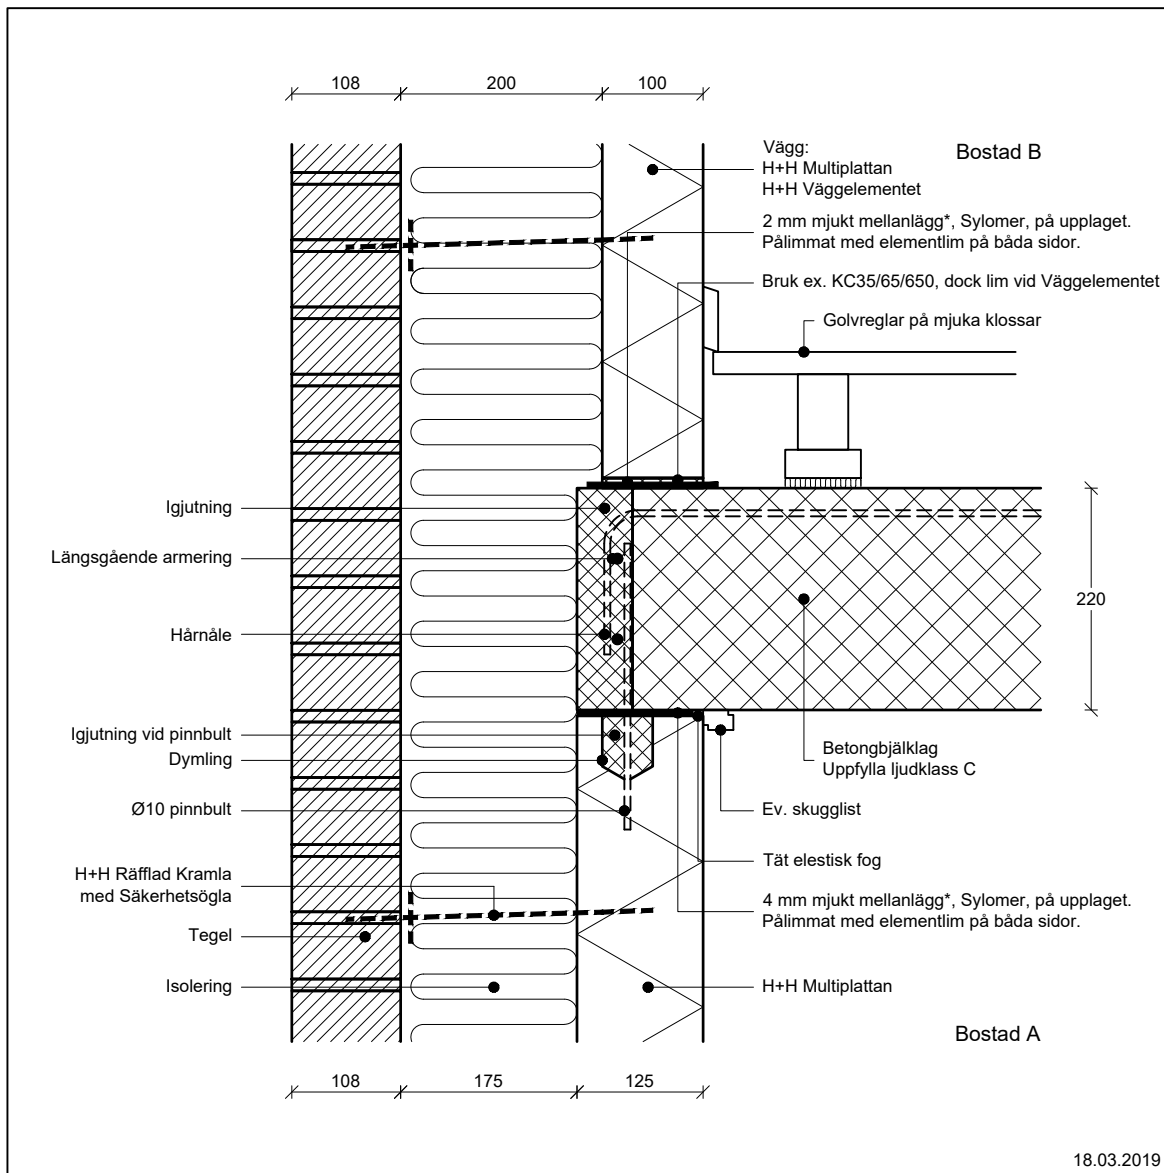 108
200
100
Vägg:
H+H Multiplattan
H+H Väggelementet
Bostad B
2 mm mjukt mellanlägg*, Sylomer, på upplaget.
Pålimmat med elementlim på båda sidor.
Bruk ex. KC35/65/650, dock lim vid Väggelementet
Golvreglar på mjuka klossar
Igjutning
Längsgående armering
Hårnåle
220
Igjutning vid pinnbult
Dymling
Ø10 pinnbult
Betongbjälklag
Uppfylla ljudklass C
Ev. skugglist
Tät elestisk fog
H+H Räfflad Kramla
med Säkerhetsögla
Tegel
Isolering
4 mm mjukt mellanlägg*, Sylomer, på upplaget.
Pålimmat med elementlim på båda sidor.
H+H Multiplattan
Bostad A
108
175
125
18.03.2019